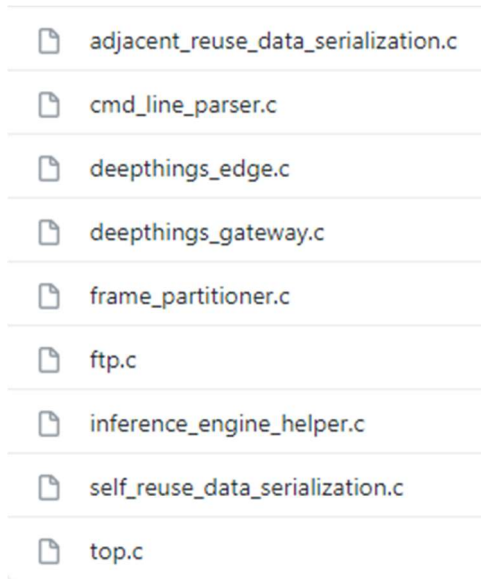 adjacent_reuse_data_serialization.c
cmd_line_parser.c
deepthings_edge.c
deepthings_gateway.c
frame_partitioner.c
ftp.c
inference_engine_helper.c
self_reuse_data_serialization.c
top.c